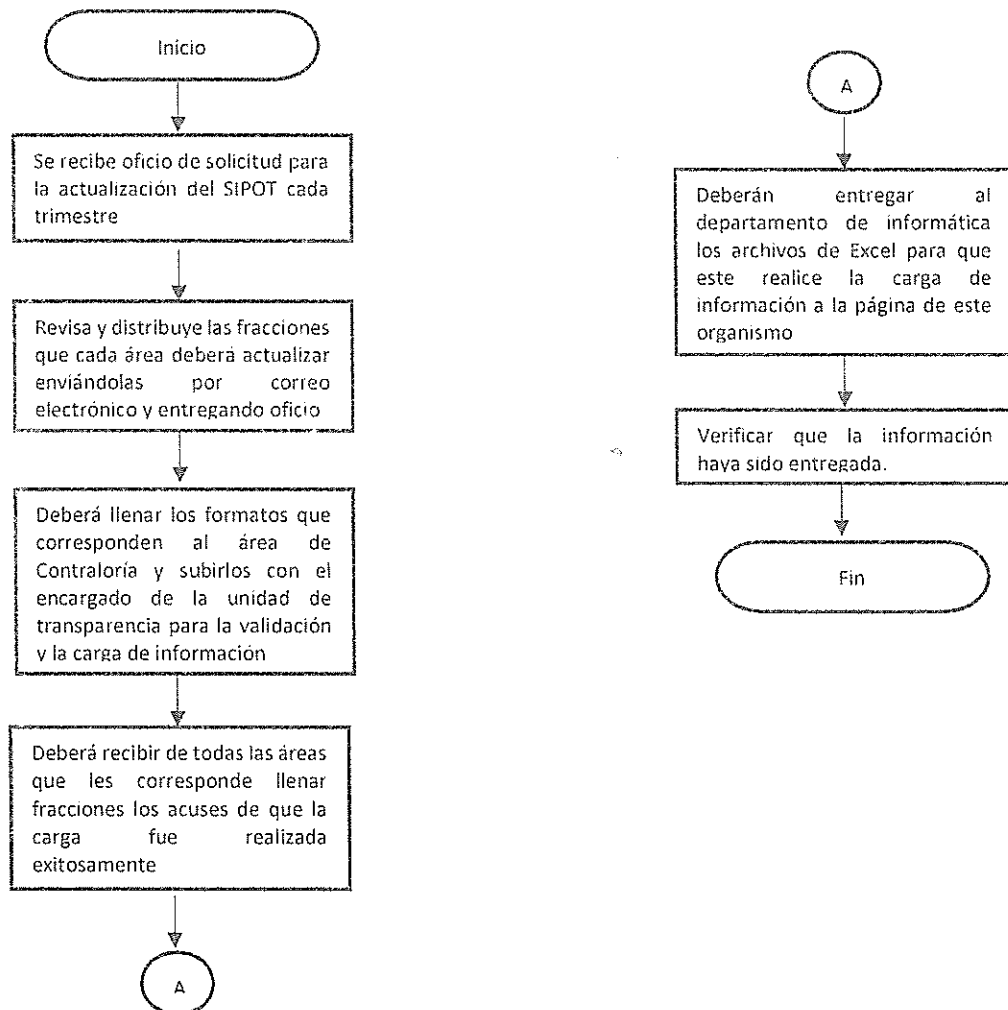 Início
Se recibe oficio de solicitud para
la actualización del SIPOT cada
trimestre
Revisa y distribuye las fracciones
que cada área deberá actualizar
enviándolas por correo
electrónico y entregando oficio
Deberá llenar los formatos que
corresponden al área de
Contraloría y subirlos con el
encargado de la unidad de
transparencia para la validación
y la carga de información
Deberá recibir de todas las áreas
que les corresponde llenar
fracciones los acuses de que la
carga fue realizada
exitosamente
A
A
Deberán entregar al
departamento de informática
los archivos de Excel para que
este realice la carga de
información a la página de este
organismo
Verificar que la información
haya sido entregada.
Fin